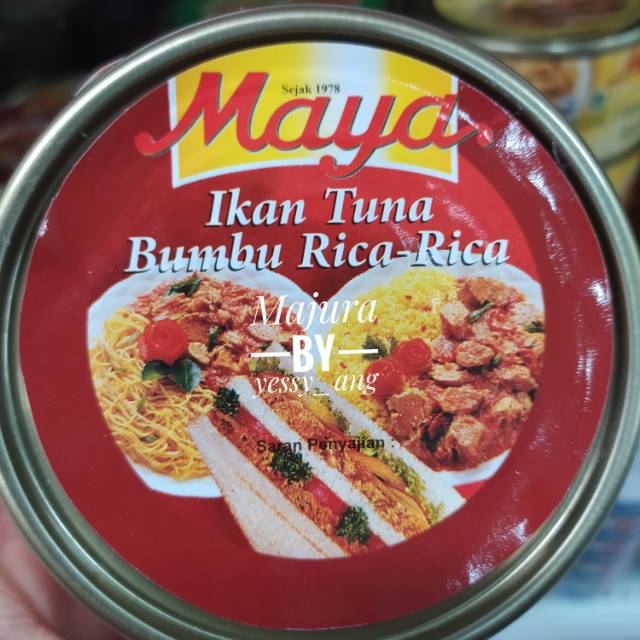 Sejak 1978
Maya
Ikan Tuna
Bumbu Rica-Rica
Majura
BY
yessy_ang
Saran Penyajian :